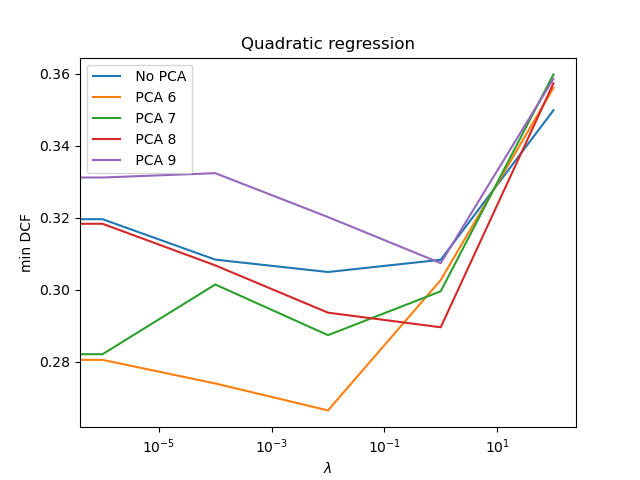 Quadratic regression
No PCA
PCA 6
PCA 7
PCA 8
PCA 9
min DCF
0.36
0.34
0.32
0.30
0.28
10⁻⁵
10⁻³
10⁻¹
10¹
λ